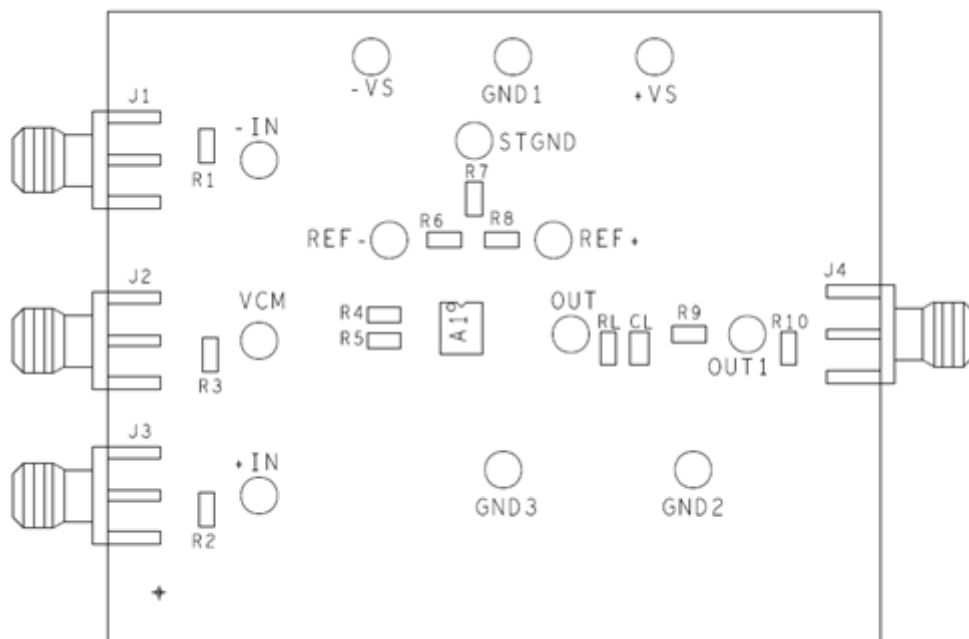 -VS
GND1
+VS
J1
-IN
STGND
R1
R7
REF-
R6
R8
REF+
J2
VCM
R4
R5
A19
OUT
RL
CL
R9
OUT1
R10
J4
R3
J3
+IN
R2
GND3
GND2